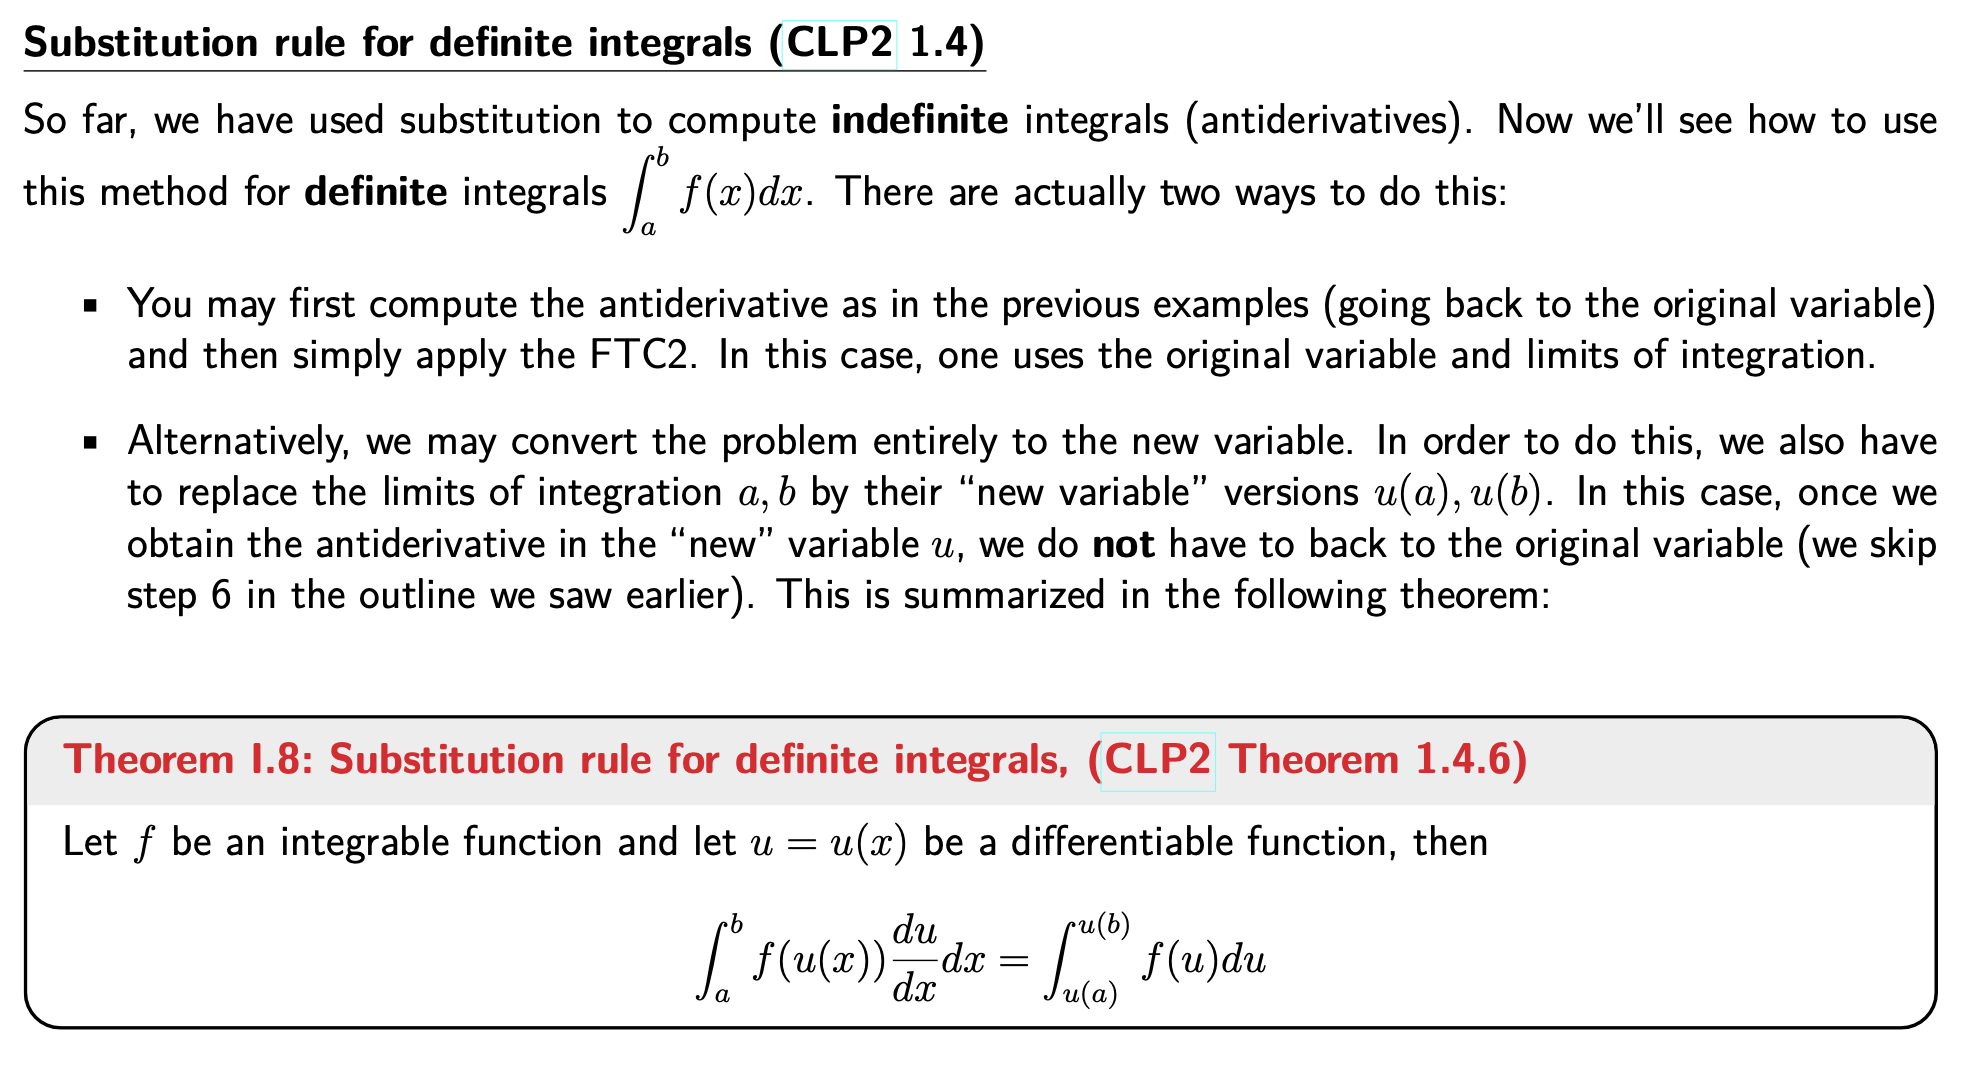 Substitution rule for definite integrals (CLP2 1.4)
So far, we have used substitution to compute indefinite integrals (antiderivatives). Now we'll see how to use
this method for definite integrals ∫_a^b f(x)dx. There are actually two ways to do this:
▪ You may first compute the antiderivative as in the previous examples (going back to the original variable)
and then simply apply the FTC2. In this case, one uses the original variable and limits of integration.
▪ Alternatively, we may convert the problem entirely to the new variable. In order to do this, we also have
to replace the limits of integration a, b by their “new variable” versions u(a), u(b). In this case, once we
obtain the antiderivative in the “new” variable u, we do not have to back to the original variable (we skip
step 6 in the outline we saw earlier). This is summarized in the following theorem:
Theorem I.8: Substitution rule for definite integrals, (CLP2 Theorem 1.4.6)
Let f be an integrable function and let u = u(x) be a differentiable function, then
∫_a^b f(u(x)) du/dx dx = ∫_{u(a)}^{u(b)} f(u)du